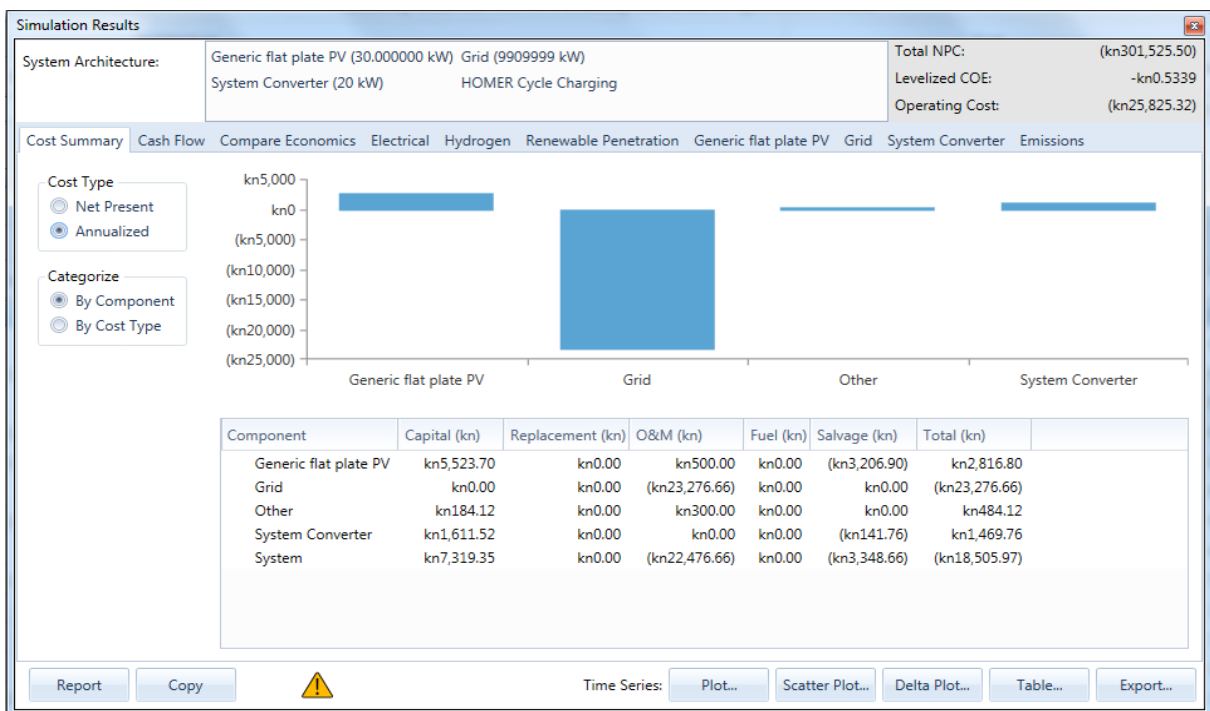 Simulation Results
System Architecture: Generic flat plate PV (30.000000 kW) Grid (9909999 kW)
System Converter (20 kW) HOMER Cycle Charging
Total NPC: (kn301,525.50)
Levelized COE: -kn0.5339
Operating Cost: (kn25,825.32)
Cost Summary Cash Flow Compare Economics Electrical Hydrogen Renewable Penetration Generic flat plate PV Grid System Converter Emissions
Cost Type
Net Present
Annualized
Categorize
By Component
By Cost Type
kn5,000
kn0
(kn5,000)
(kn10,000)
(kn15,000)
(kn20,000)
(kn25,000)
Generic flat plate PV Grid Other System Converter
Component Capital (kn) Replacement (kn) O&M (kn) Fuel (kn) Salvage (kn) Total (kn)
Generic flat plate PV kn5,523.70 kn0.00 kn500.00 kn0.00 (kn3,206.90) kn2,816.80
Grid kn0.00 kn0.00 (kn23,276.66) kn0.00 kn0.00 (kn23,276.66)
Other kn184.12 kn0.00 kn300.00 kn0.00 kn0.00 kn484.12
System Converter kn1,611.52 kn0.00 kn0.00 kn0.00 (kn141.76) kn1,469.76
System kn7,319.35 kn0.00 (kn22,476.66) kn0.00 (kn3,348.66) (kn18,505.97)
Report Copy Time Series: Plot... Scatter Plot... Delta Plot... Table... Export...